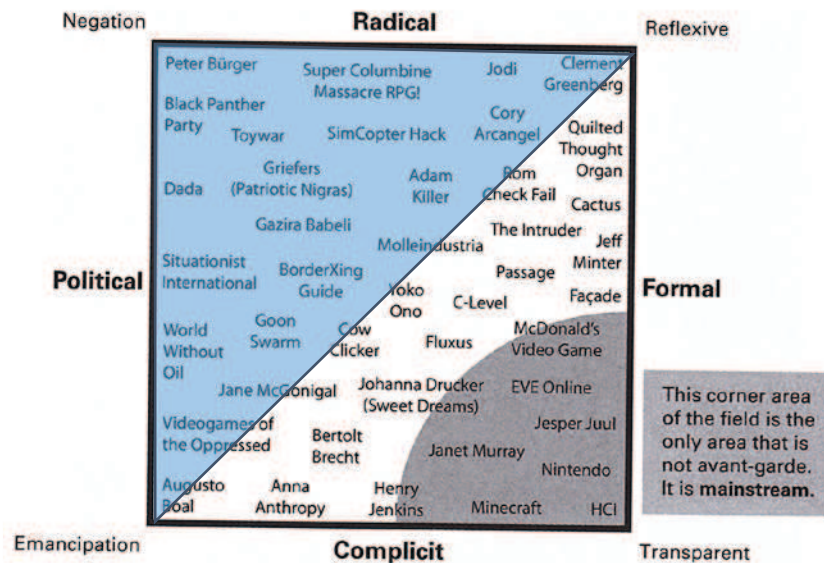 Negation
Radical
Reflexive
Peter Bürger
Super Columbine
Massacre RPG!
Jodi
Clement
Greenberg
Black Panther
Party
Toywar
SimCopter Hack
Cory
Arcangel
Quilted
Thought
Organ
Dada
Griefers
(Patriotic Nigras)
Adam
Killer
Rom
Check Fail
Cactus
Gazira Babeli
Molleindustria
The Intruder
Jeff
Minter
Political
Situationist
International
BorderXing
Guide
Yoko
Ono
C-Level
Passage
Façade
Formal
World
Without
Oil
Goon
Swarm
Cow
Clicker
Fluxus
McDonald's
Video Game
Jane McGonigal
Johanna Drucker
(Sweet Dreams)
EVE Online
Videogames of
the Oppressed
Bertolt
Brecht
Janet Murray
Jesper Juul
Nintendo
Augusto
Boal
Anna
Anthropy
Henry
Jenkins
Minecraft
HCI
This corner area
of the field is the
only area that is
not avant-garde.
It is mainstream.
Emancipation
Complicit
Transparent